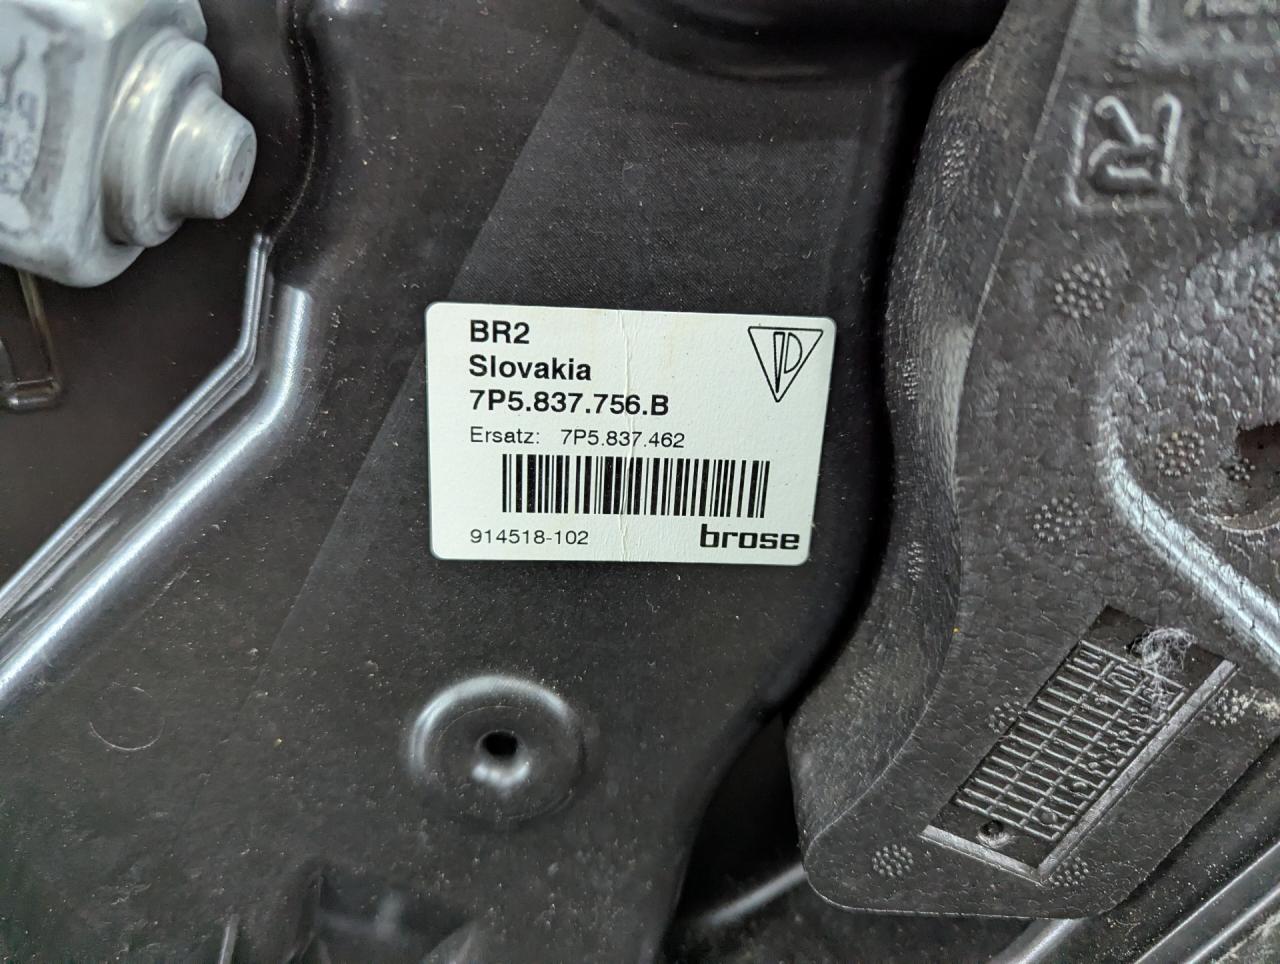 BR2
Slovakia
7P5.837.756.B
Ersatz: 7P5.837.462
914518-102
brose
R